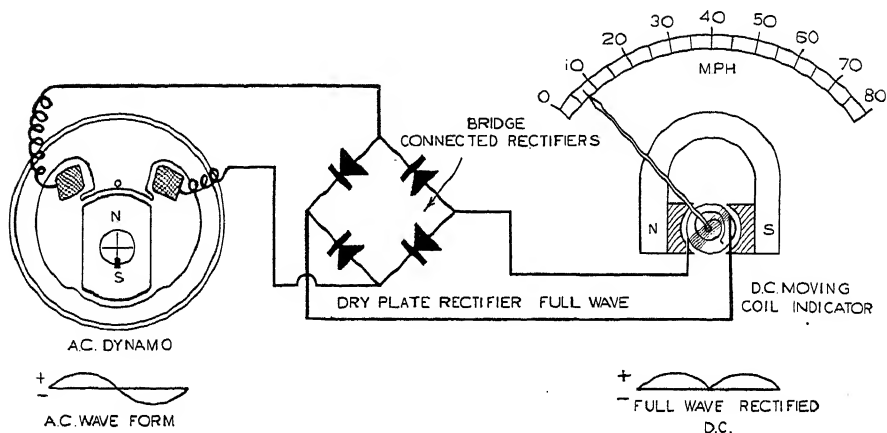 0 10 20 30 40 50 60 70 80
M.P.H
BRIDGE
CONNECTED RECTIFIERS
N
S
N S
DRY PLATE RECTIFIER FULL WAVE
D.C. MOVING
COIL INDICATOR
A.C. DYNAMO
+
-
A.C. WAVE FORM
+
-
FULL WAVE RECTIFIED
D.C.